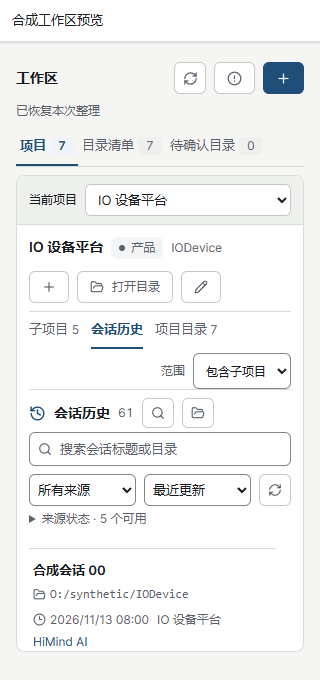 合成工作区预览
工作区
已恢复本次整理
项目 7 目录清单 7 待确认目录 0
当前项目 IO 设备平台
IO 设备平台 产品 IODevice
打开目录
子项目 5 会话历史 项目目录 7
范围 包含子项目
会话历史 61
搜索会话标题或目录
所有来源 最近更新
来源状态 · 5 个可用
合成会话 00
O:/synthetic/IODevice
2026/11/13 08:00 IO 设备平台
HiMind AI